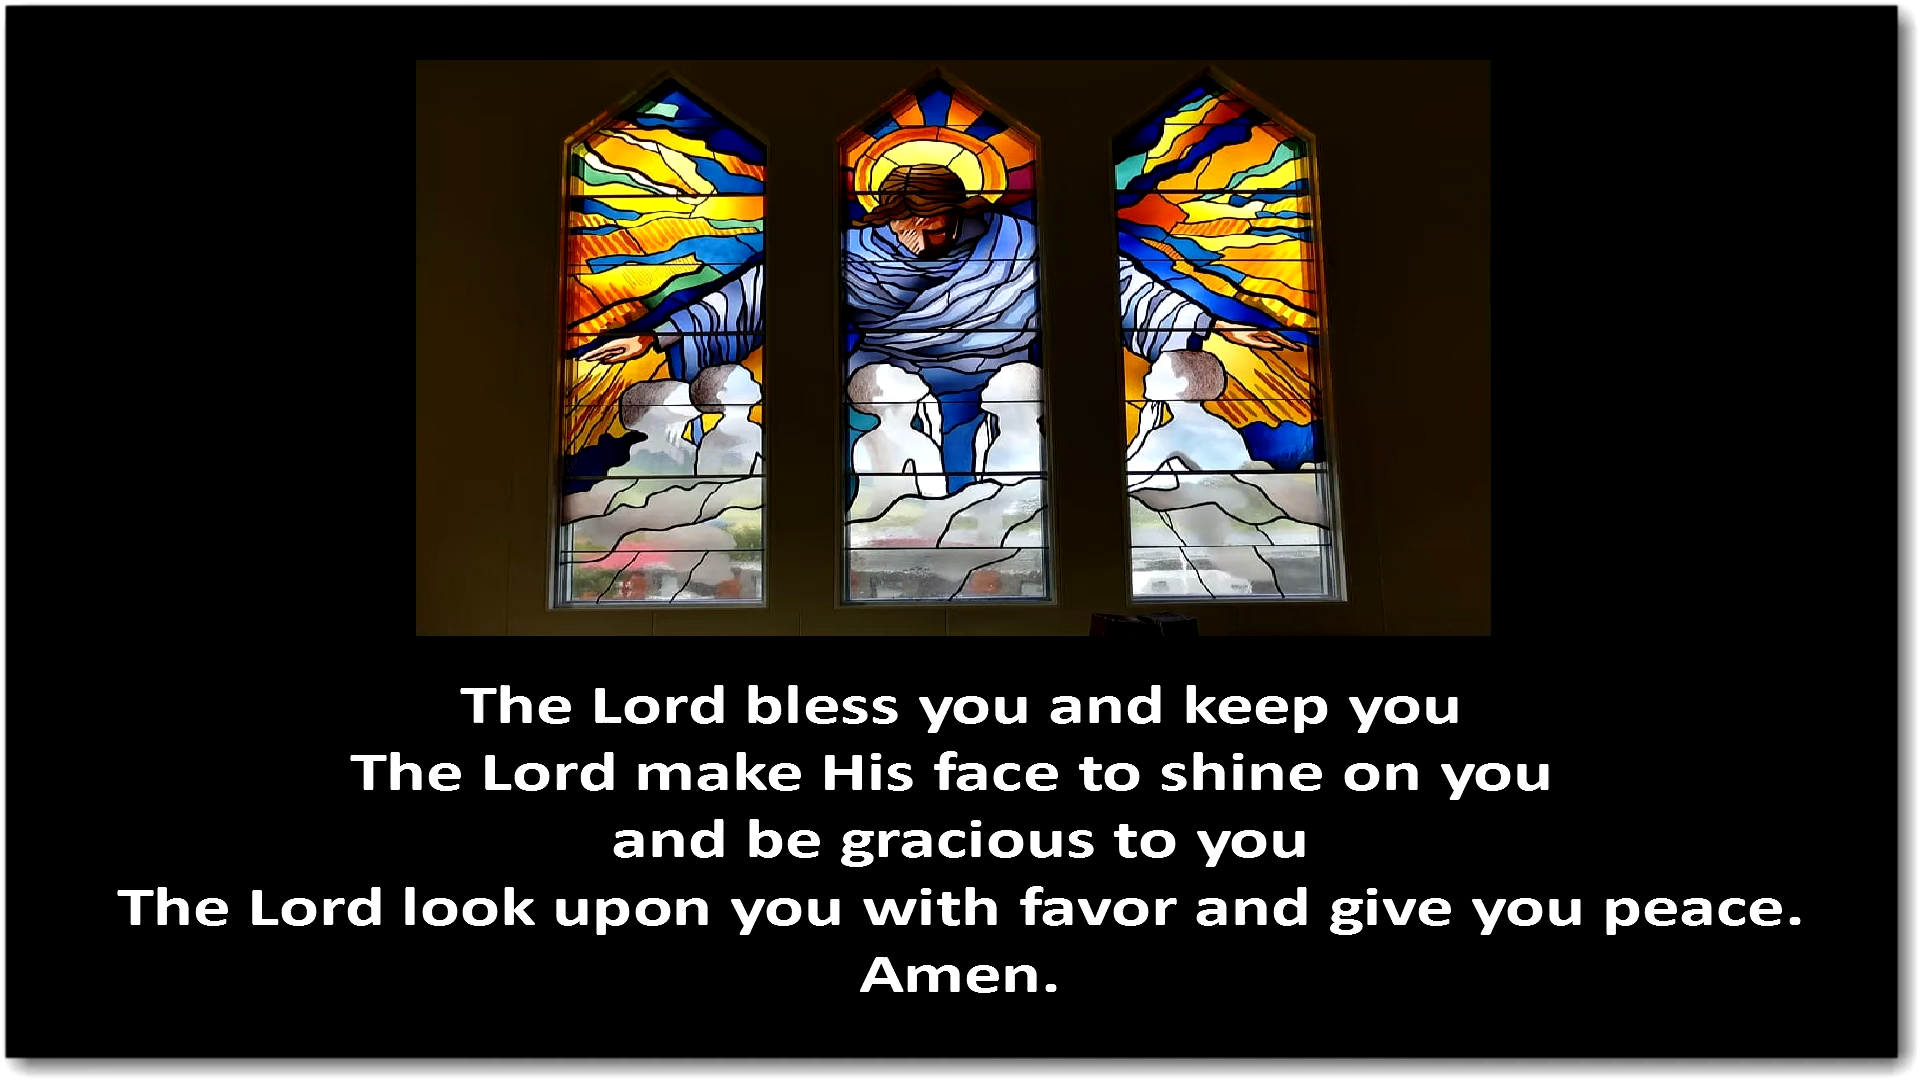 The Lord bless you and keep you
The Lord make His face to shine on you
and be gracious to you
The Lord look upon you with favor and give you peace.
Amen.